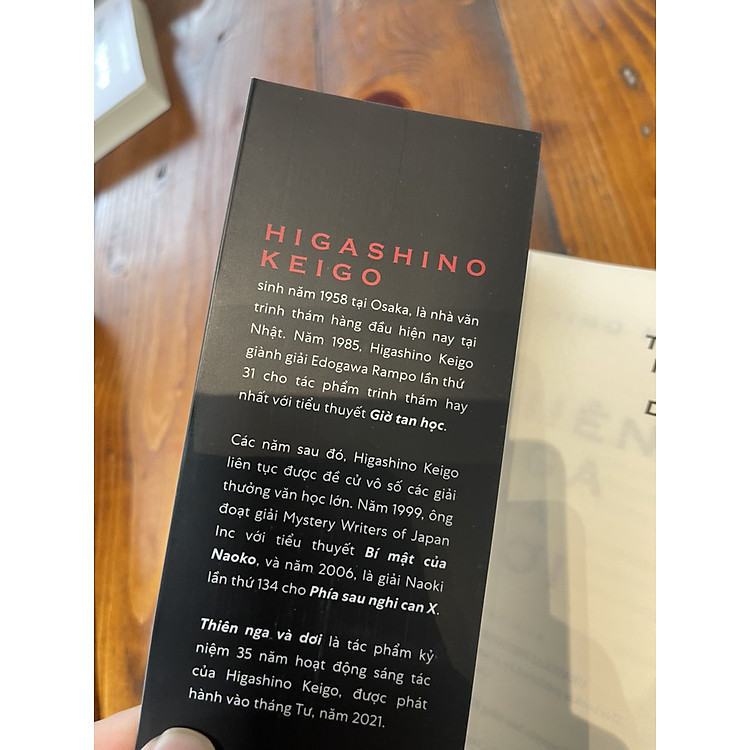 HIGASHINO
KEIGO
sinh năm 1958 tại Osaka, là nhà văn
trinh thám hàng đầu hiện nay tại
Nhật. Năm 1985, Higashino Keigo
giành giải Edogawa Rampo lần thứ
31 cho tác phẩm trinh thám hay
nhất với tiểu thuyết Giờ tan học.
Các năm sau đó, Higashino Keigo
liên tục được đề cử vô số các giải
thưởng văn học lớn. Năm 1999, ông
đoạt giải Mystery Writers of Japan
Inc với tiểu thuyết Bí mật của
Naoko, và năm 2006, là giải Naoki
lần thứ 134 cho Phía sau nghi can X.
Thiên nga và dơi là tác phẩm kỷ
niệm 35 năm hoạt động sáng tác
của Higashino Keigo, được phát
hành vào tháng Tư, năm 2021.